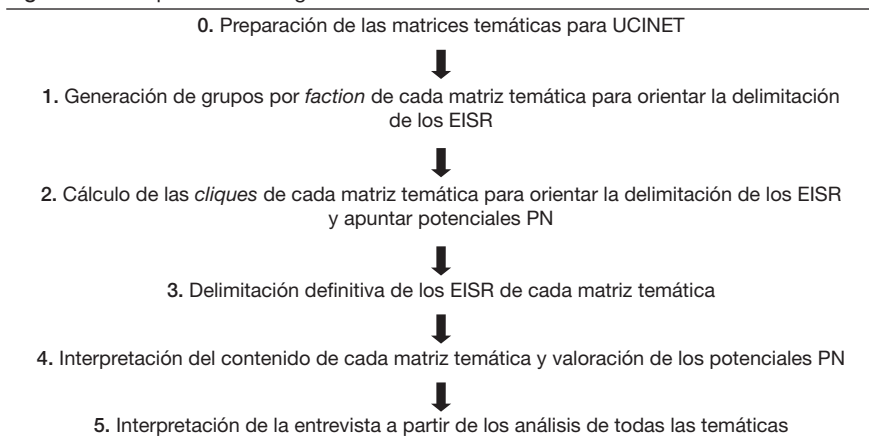 0. Preparación de las matrices temáticas para UCINET
1. Generación de grupos por faction de cada matriz temática para orientar la delimitación
de los EISR
2. Cálculo de las cliques de cada matriz temática para orientar la delimitación de los EISR
y apuntar potenciales PN
3. Delimitación definitiva de los EISR de cada matriz temática
4. Interpretación del contenido de cada matriz temática y valoración de los potenciales PN
5. Interpretación de la entrevista a partir de los análisis de todas las temáticas